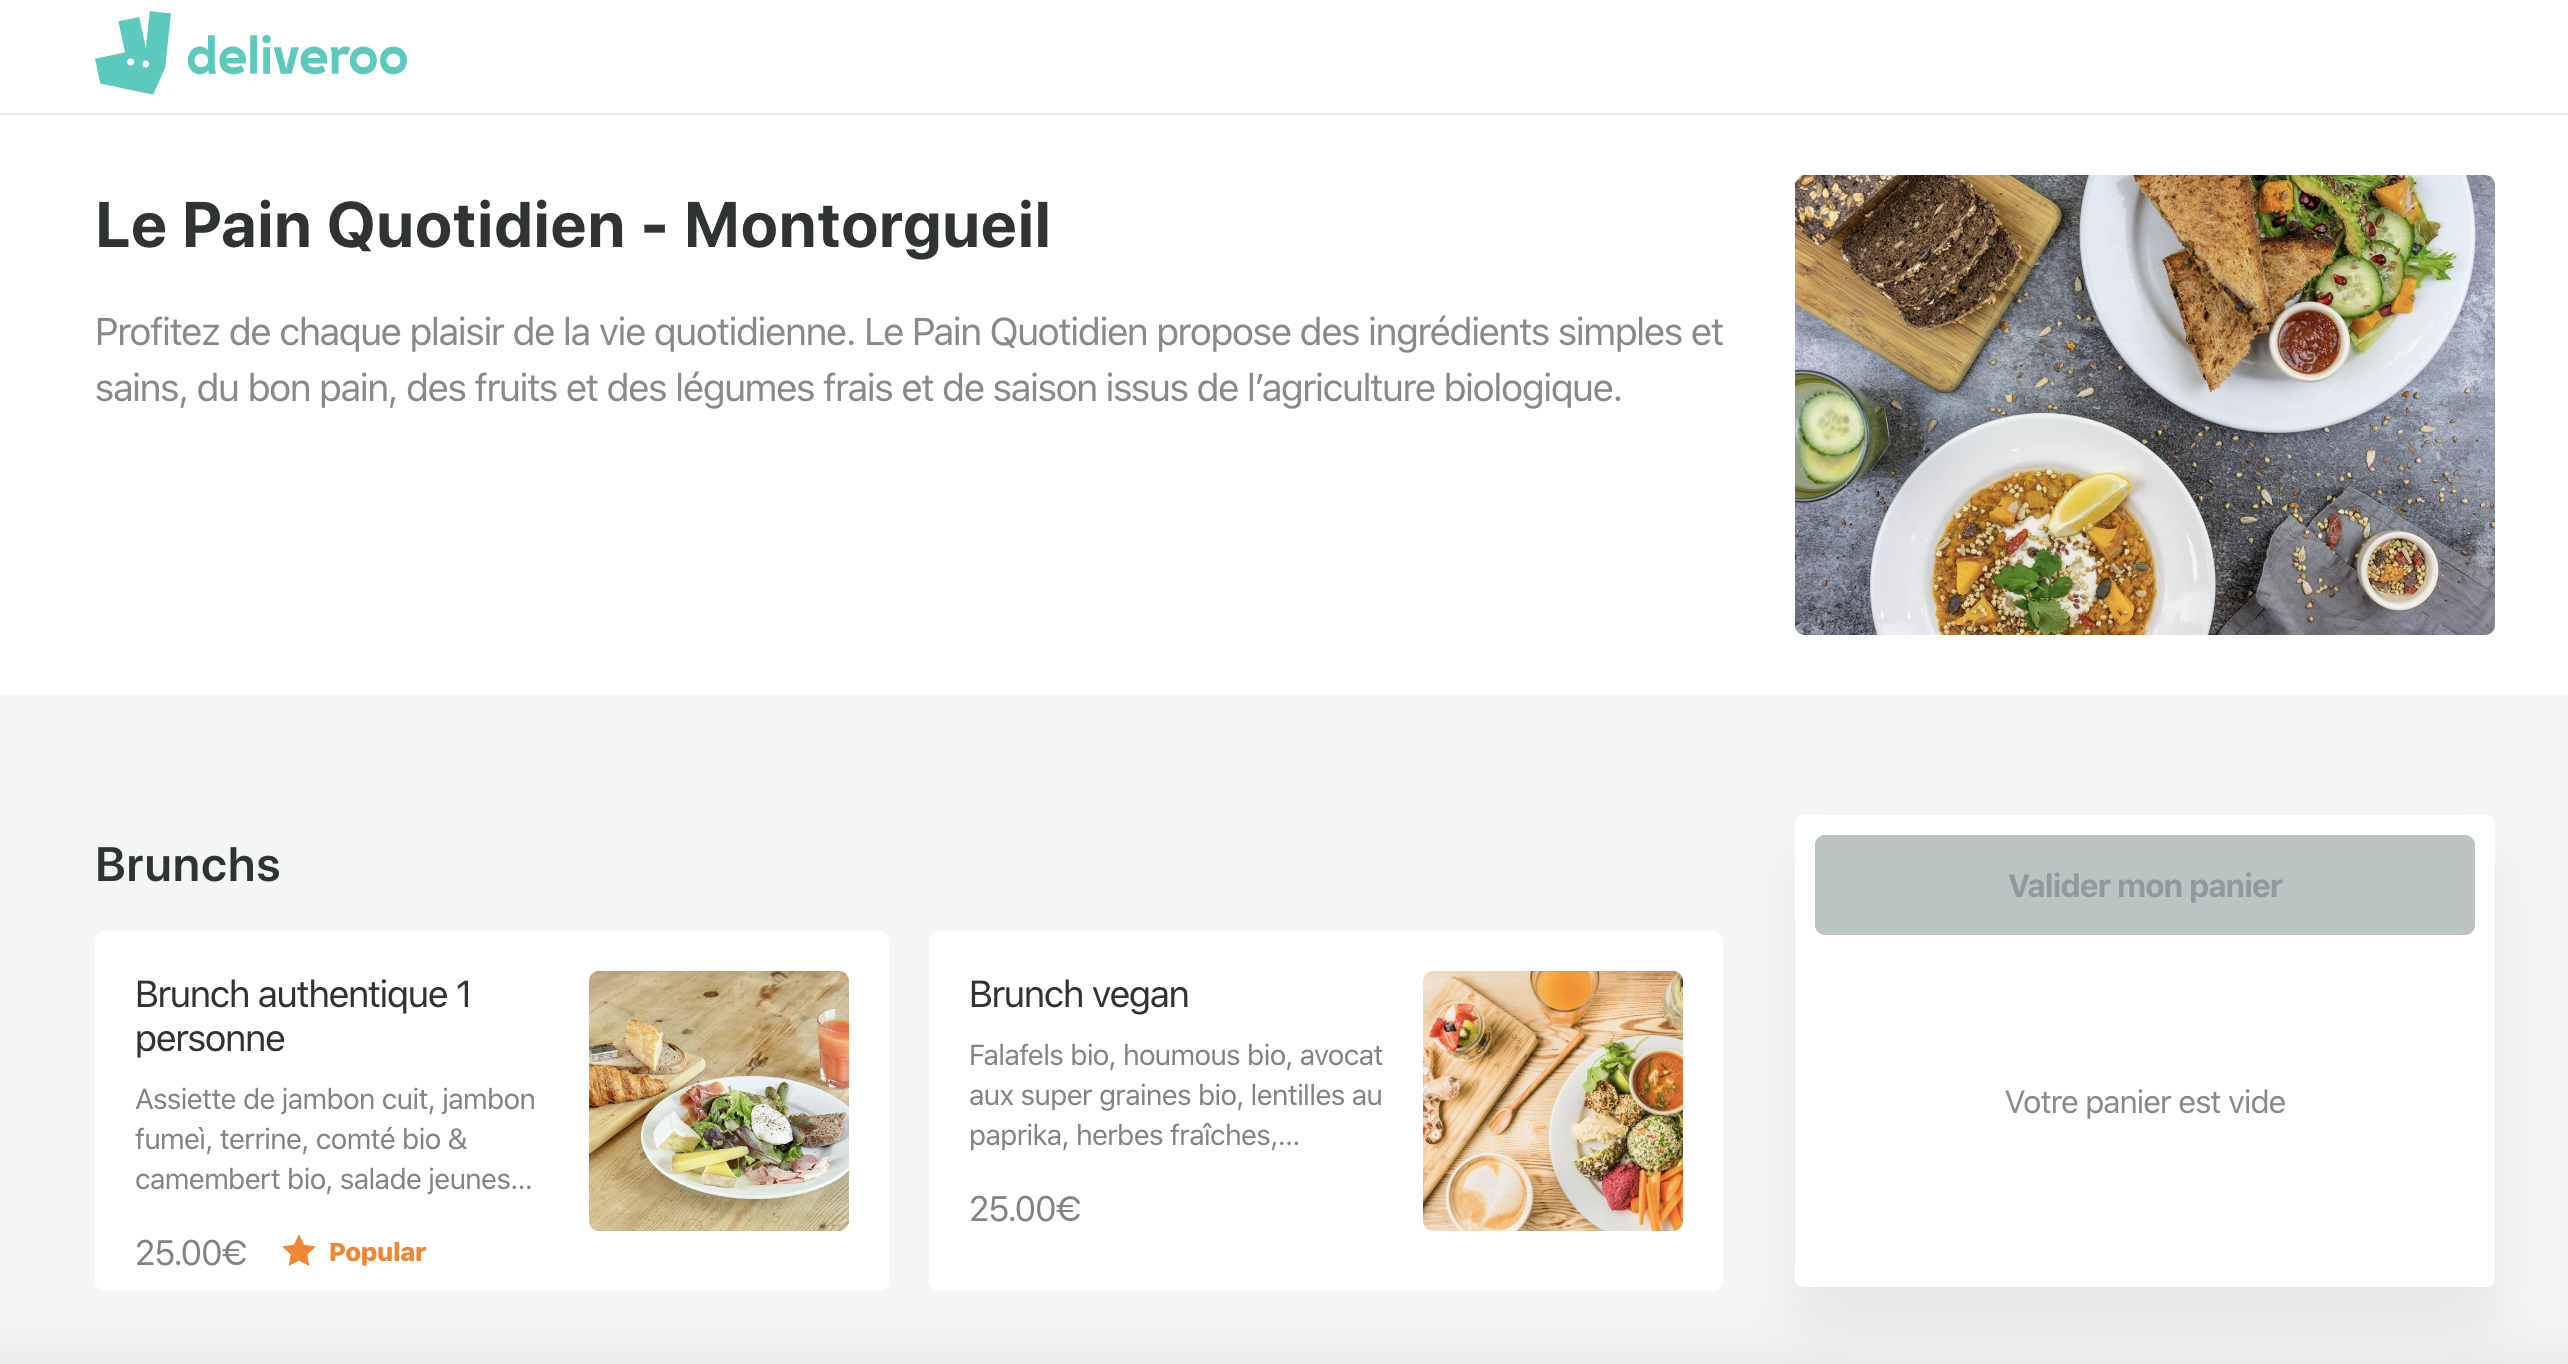 deliveroo
Le Pain Quotidien - Montorgueil
Profitez de chaque plaisir de la vie quotidienne. Le Pain Quotidien propose des ingrédients simples et
sains, du bon pain, des fruits et des légumes frais et de saison issus de l’agriculture biologique.
Brunchs
Brunch authentique 1
personne
Assiette de jambon cuit, jambon
fumeì, terrine, comté bio &
camembert bio, salade jeunes...
25.00€ Popular
Brunch vegan
Falafels bio, houmous bio, avocat
aux super graines bio, lentilles au
paprika, herbes fraîches,...
25.00€
Valider mon panier
Votre panier est vide